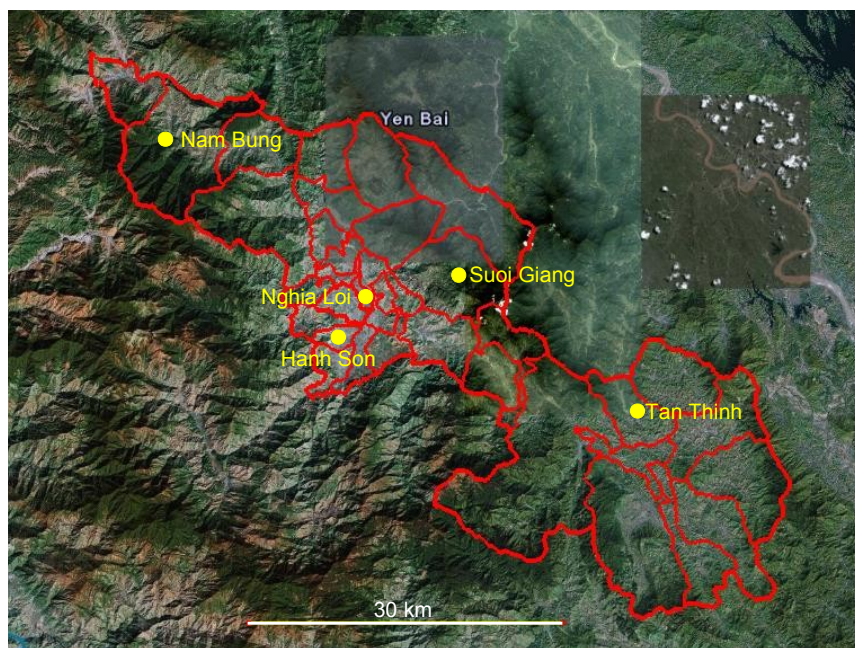 Yen Bai
Nam Bung
Suoi Giang
Nghia Loi
Hanh Son
Tan Thinh
30 km